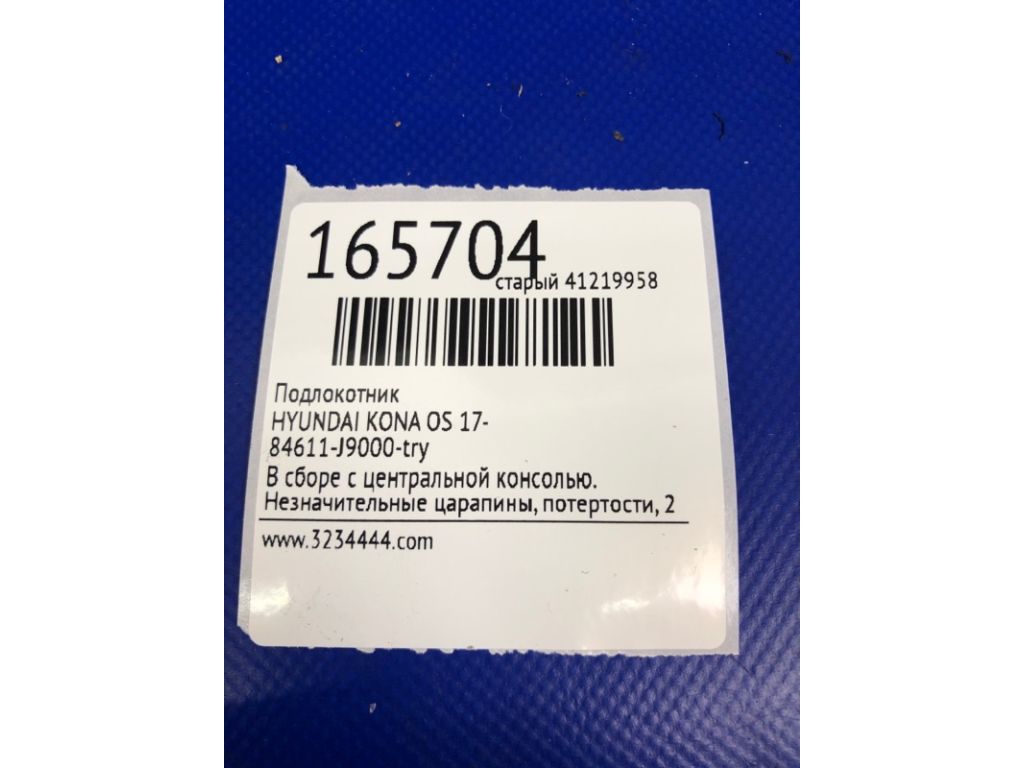 165704
старый 41219958
Подлокотник
HYUNDAI KONA OS 17-
84611-J9000-try
В сборе с центральной консолью.
Незначительные царапины, потертости, 2
www.3234444.com